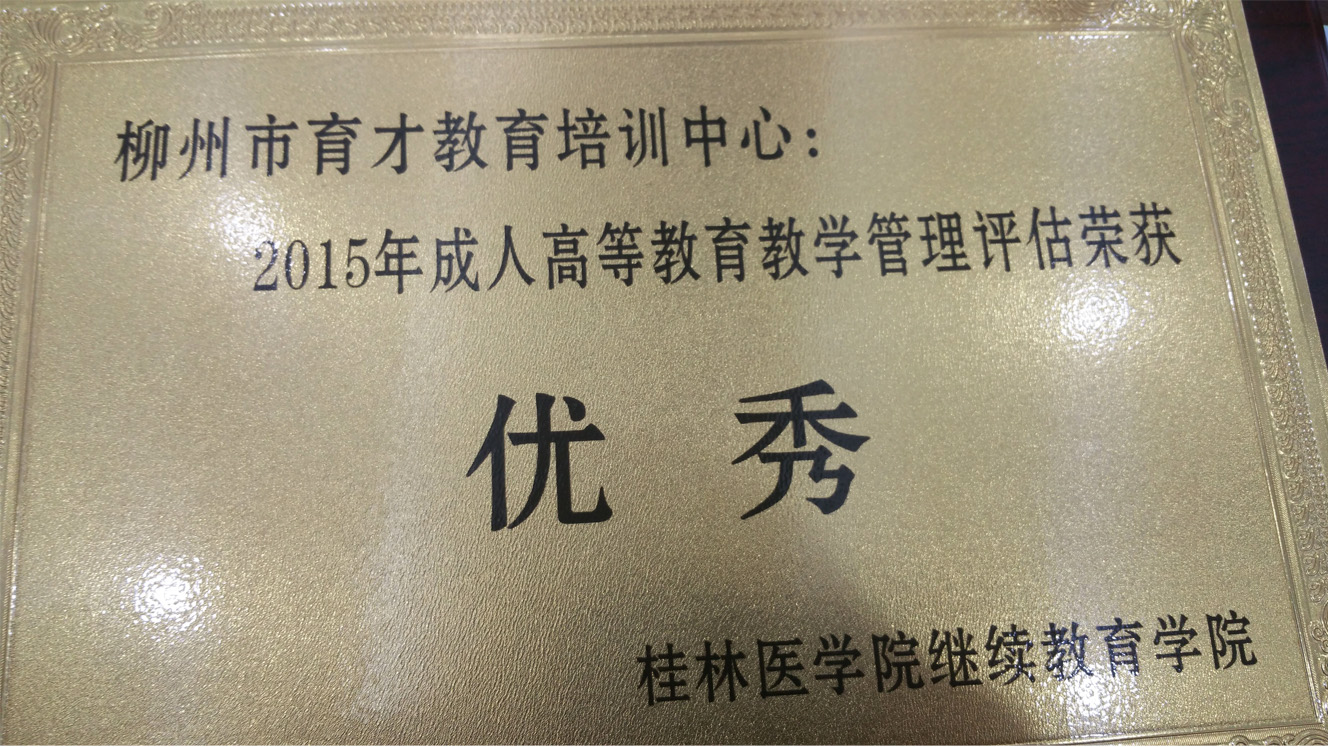 柳州市育才教育培训中心：
2015年成人高等教育教学管理评估荣获
优秀
桂林医学院继续教育学院